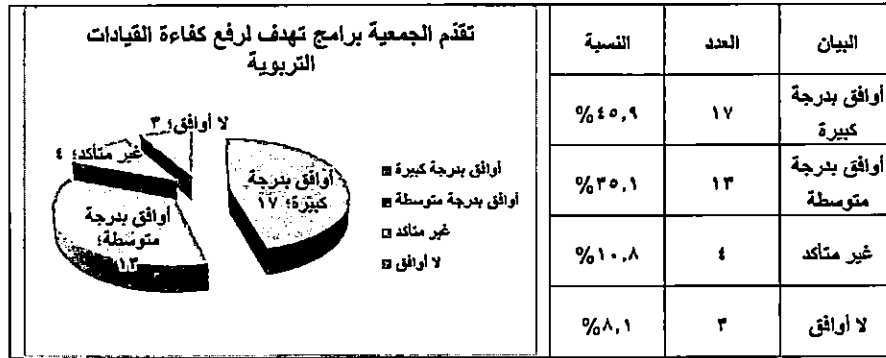 تقدّم الجمعية برامج تهدف لرفع كفاءة القيادات
التربوية
لا أوافق؛ ٣
غير متأكد؛ ٤
أوافق بدرجة
كبيرة؛ ١٧
أوافق بدرجة
متوسطة؛
١٣
أوافق بدرجة كبيرة
أوافق بدرجة متوسطة
غير متأكد
لا أوافق
البيان العدد النسبة
أوافق بدرجة
كبيرة
١٧ ٤٥,٩%
أوافق بدرجة
متوسطة
١٣ ٣٥,١%
غير متأكد ٤ ١٠,٨%
لا أوافق ٣ ٨,١%